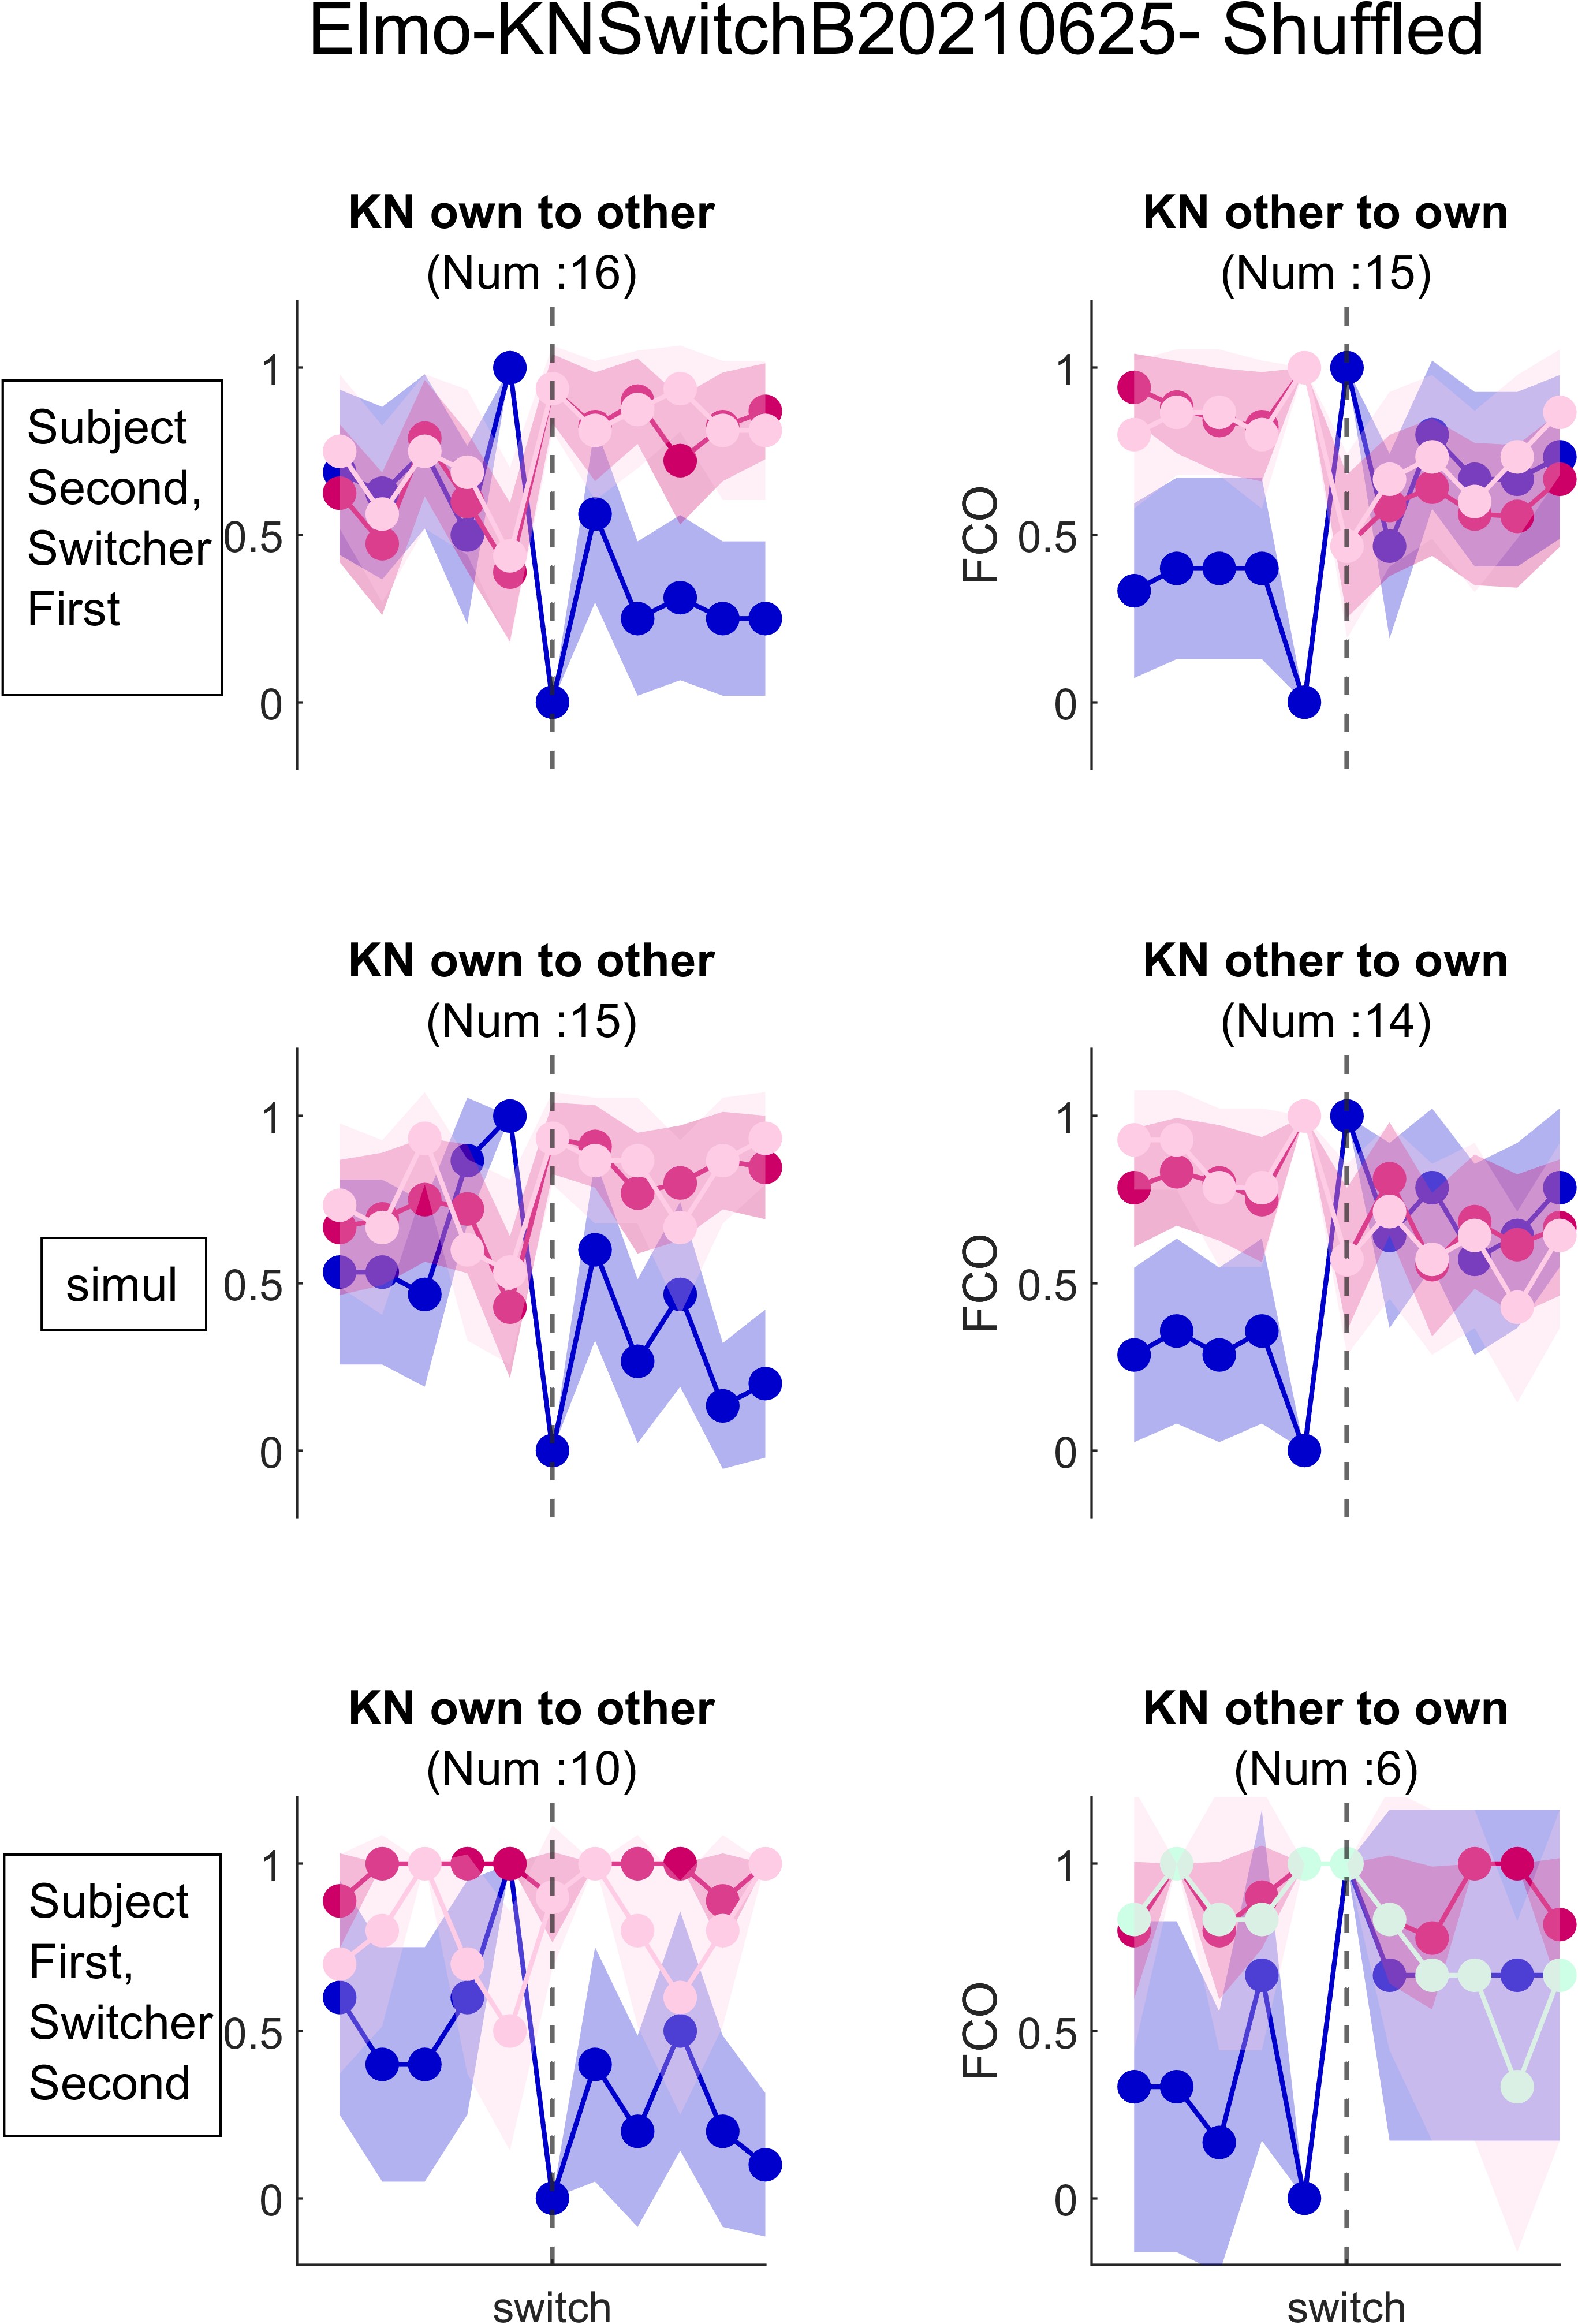 Elmo-KNSwitchB20210625- Shuffled
KN own to other
(Num :16)
KN other to own
(Num :15)
Subject
Second,
Switcher
First
1
0.5
0
FCO
1
0.5
0
KN own to other
(Num :15)
KN other to own
(Num :14)
simul
1
0.5
0
FCO
1
0.5
0
KN own to other
(Num :10)
KN other to own
(Num :6)
Subject
First,
Switcher
Second
1
0.5
0
switch
FCO
1
0.5
0
switch